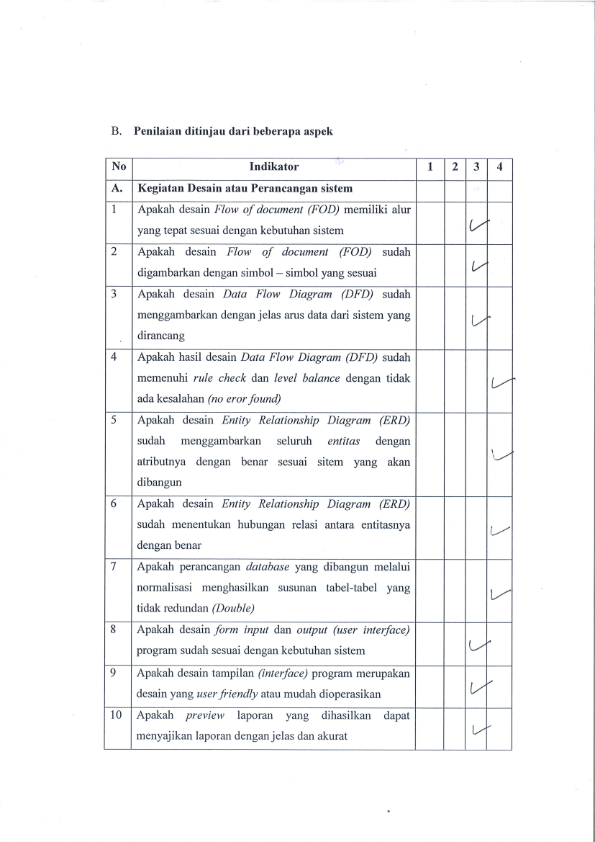 B. Penilaian ditinjau dari beberapa aspek
No Indikator 1 2 3 4
A. Kegiatan Desain atau Perancangan sistem
1 Apakah desain Flow of document (FOD) memiliki alur
yang tepat sesuai dengan kebutuhan sistem ✓
2 Apakah desain Flow of document (FOD) sudah
digambarkan dengan simbol – simbol yang sesuai ✓
3 Apakah desain Data Flow Diagram (DFD) sudah
menggambarkan dengan jelas arus data dari sistem yang ✓
dirancang
4 Apakah hasil desain Data Flow Diagram (DFD) sudah
memenuhi rule check dan level balance dengan tidak ✓
ada kesalahan (no eror found)
5 Apakah desain Entity Relationship Diagram (ERD)
sudah menggambarkan seluruh entitas dengan
atributnya dengan benar sesuai sitem yang akan ✓
dibangun
6 Apakah desain Entity Relationship Diagram (ERD)
sudah menentukan hubungan relasi antara entitasnya ✓
dengan benar
7 Apakah perancangan database yang dibangun melalui
normalisasi menghasilkan susunan tabel-tabel yang ✓
tidak redundan (Double)
8 Apakah desain form input dan output (user interface)
program sudah sesuai dengan kebutuhan sistem ✓
9 Apakah desain tampilan (interface) program merupakan
desain yang user friendly atau mudah dioperasikan ✓
10 Apakah preview laporan yang dihasilkan dapat
menyajikan laporan dengan jelas dan akurat ✓